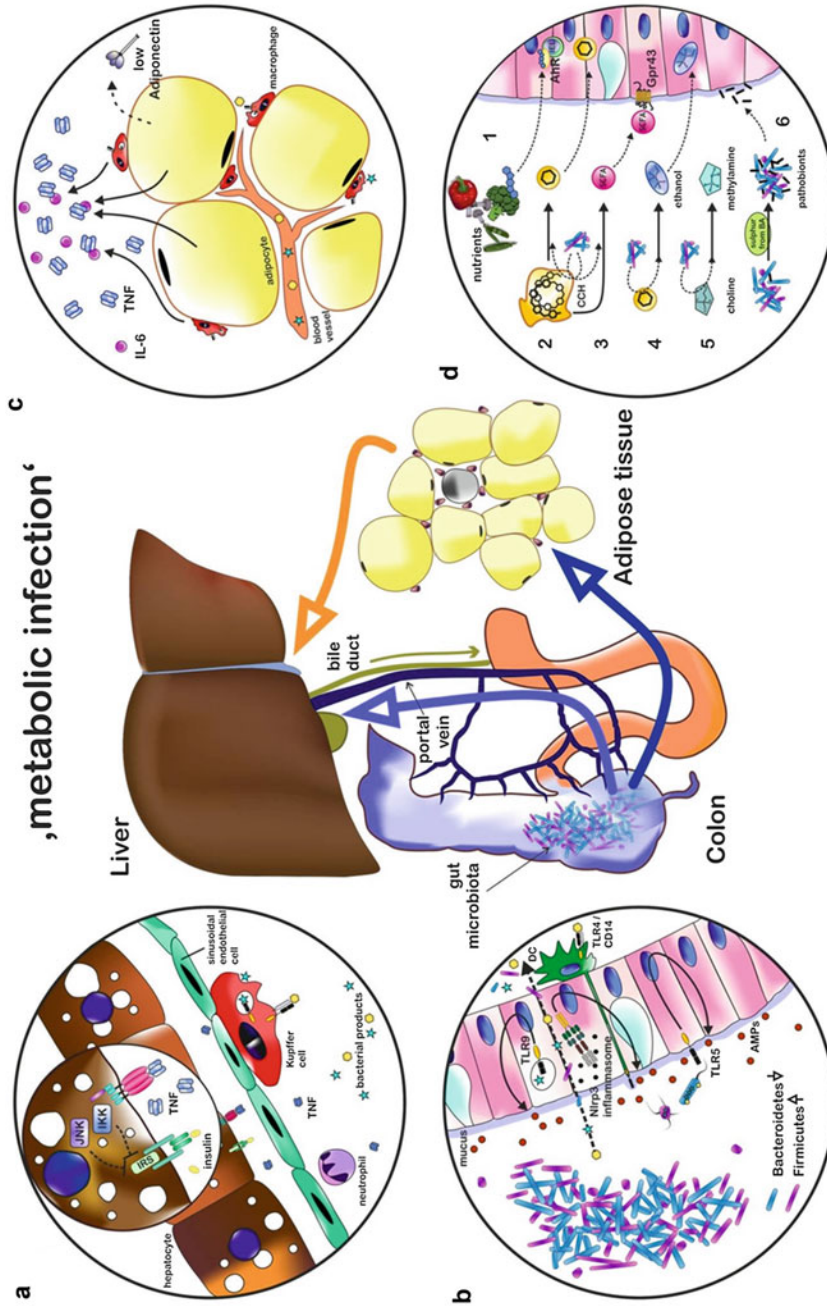 ‚metabolic infection‘
a
JNK
IKK
IRS
TNF
insulin
hepatocyte
sinusoidal
endothelial
cell
Kupffer
cell
TNF
neutrophil
bacterial products
b
mucus
TLR9
DC
Nlrp3
inflammasome
TLR4 /
CD14
TLR5
AMPs
Bacteroidetes
Firmicutes
Liver
bile
duct
portal
vein
gut
microbiota
Colon
Adipose tissue
c
IL-6
TNF
low
Adiponectin
adipocyte
macrophage
blood
vessel
d
nutrients
1
AhR
2
CCH
3
SCFA
SCFA
Gpr43
4
ethanol
5
choline
methylamine
6
sulphur
from BA
pathobionts